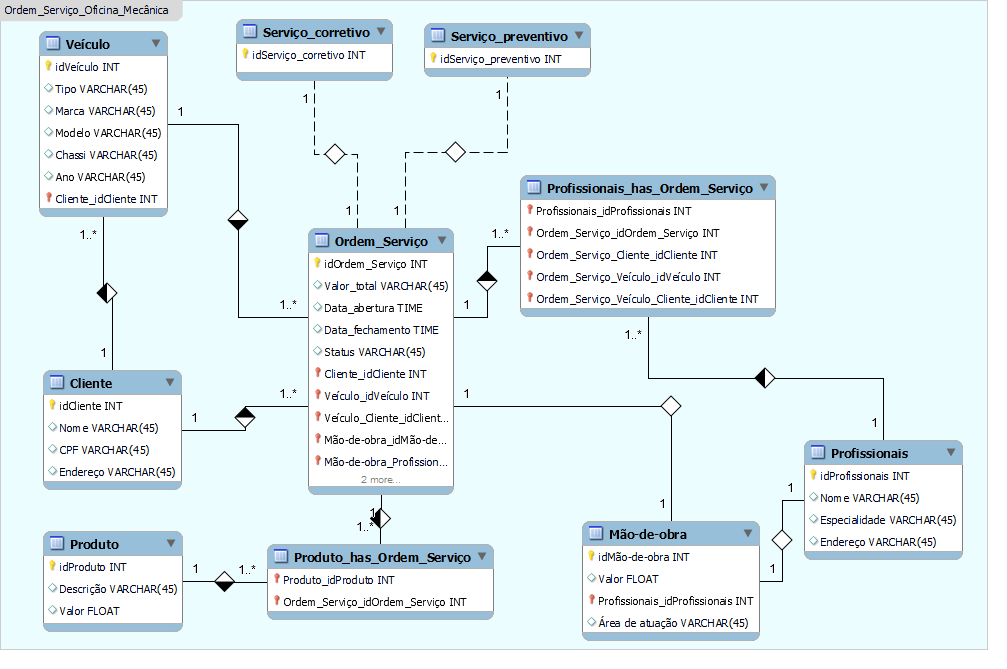 Ordem_Serviço_Oficina_Mecânica
Veículo
idVeículo INT
Tipo VARCHAR(45)
Marca VARCHAR(45)
Modelo VARCHAR(45)
Chassi VARCHAR(45)
Ano VARCHAR(45)
Cliente_idCliente INT
Serviço_corretivo
idServiço_corretivo INT
Serviço_preventivo
idServiço_preventivo INT
1
1
1
1
1
1..*
1..*
1
Profissionais_has_Ordem_Serviço
Profissionais_idProfissionais INT
Ordem_Serviço_idOrdem_Serviço INT
Ordem_Serviço_Cliente_idCliente INT
Ordem_Serviço_Veículo_idVeículo INT
Ordem_Serviço_Veículo_Cliente_idCliente INT
Ordem_Serviço
idOrdem_Serviço INT
Valor_total VARCHAR(45)
Data_abertura TIME
Data_fechamento TIME
Status VARCHAR(45)
Cliente_idCliente INT
Veículo_idVeículo INT
Veículo_Cliente_idClient...
Mão-de-obra_idMão-de...
Mão-de-obra_Profission...
2 more...
1..*
1
1..*
1
Cliente
idCliente INT
Nome VARCHAR(45)
CPF VARCHAR(45)
Endereço VARCHAR(45)
1
1..*
1
1
1
1
Profissionais
idProfissionais INT
Nome VARCHAR(45)
Especialidade VARCHAR(45)
Endereço VARCHAR(45)
Mão-de-obra
idMão-de-obra INT
Valor FLOAT
Profissionais_idProfissionais INT
Área de atuação VARCHAR(45)
1
1..*
Produto
idProduto INT
Descrição VARCHAR(45)
Valor FLOAT
1
1..*
Produto_has_Ordem_Serviço
Produto_idProduto INT
Ordem_Serviço_idOrdem_Serviço INT